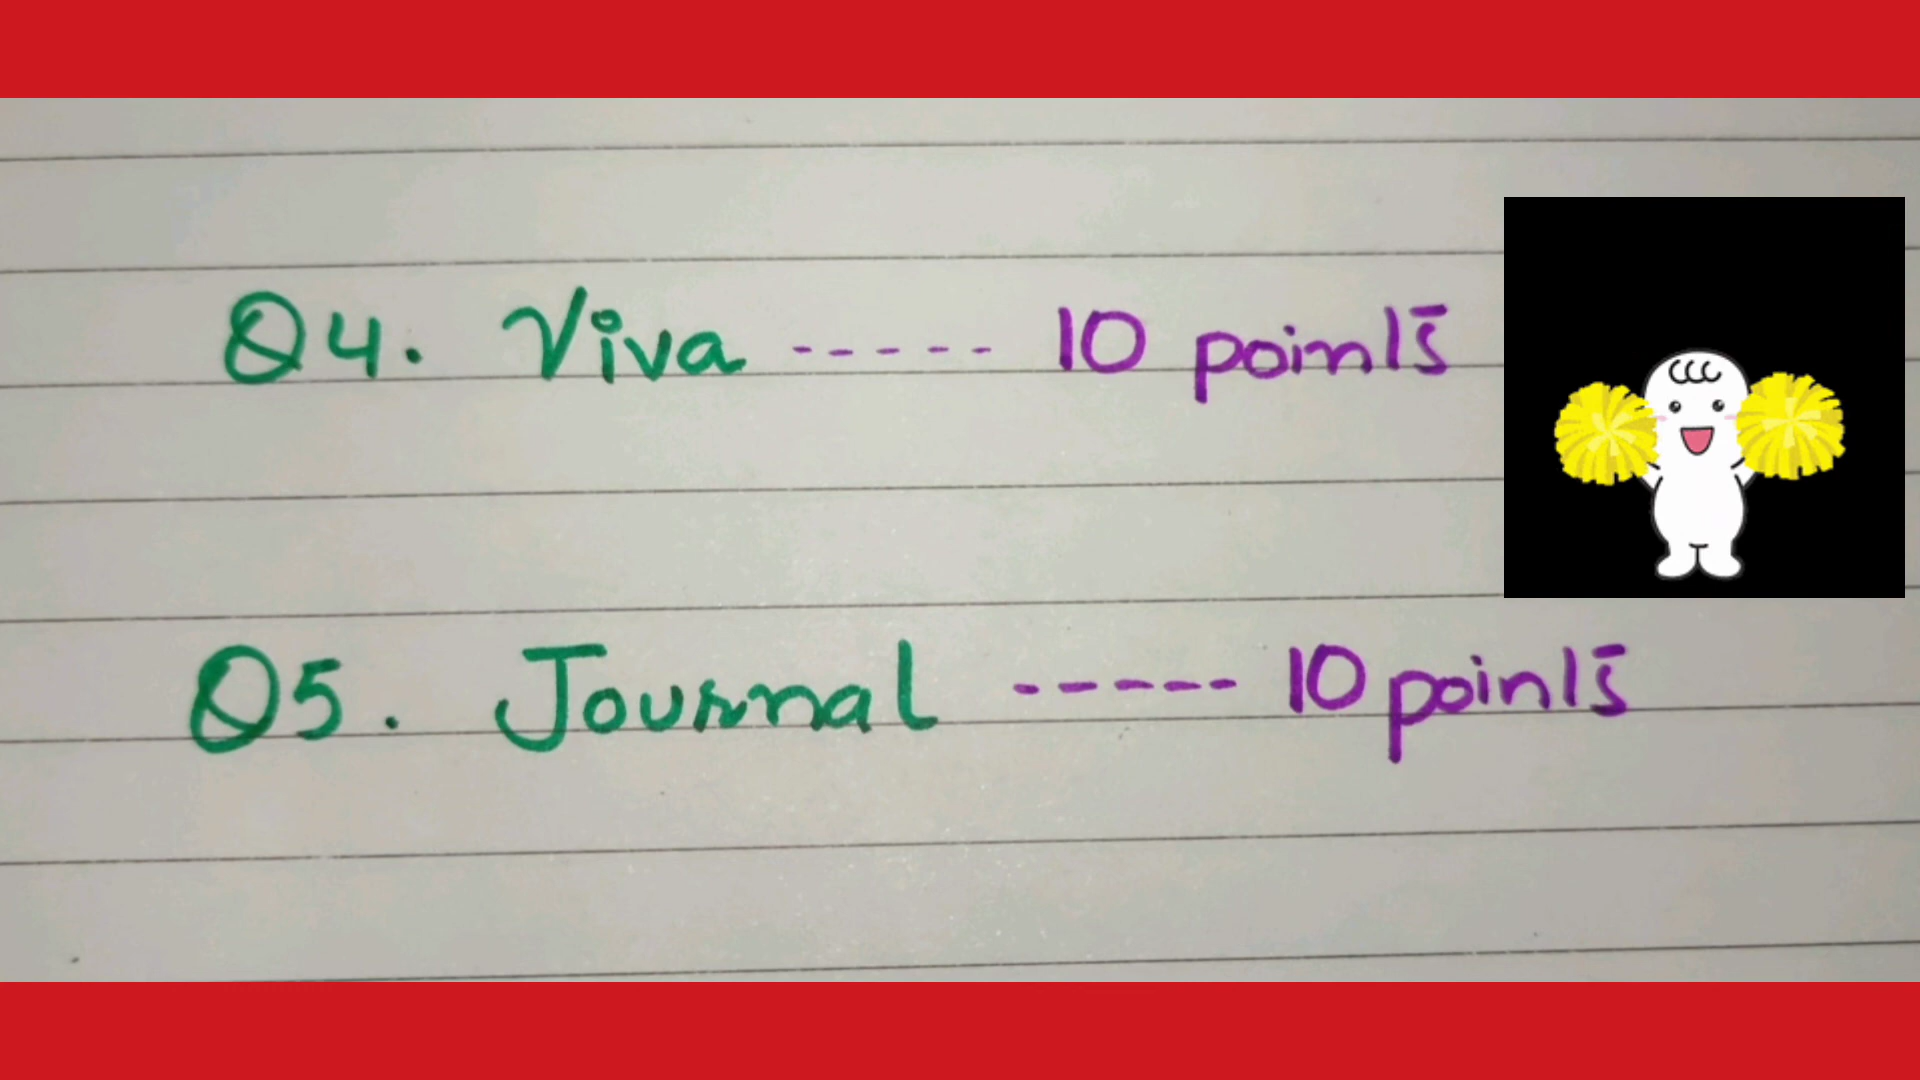 Q4. Viva ----- 10 points
Q5. Journal ----- 10 points